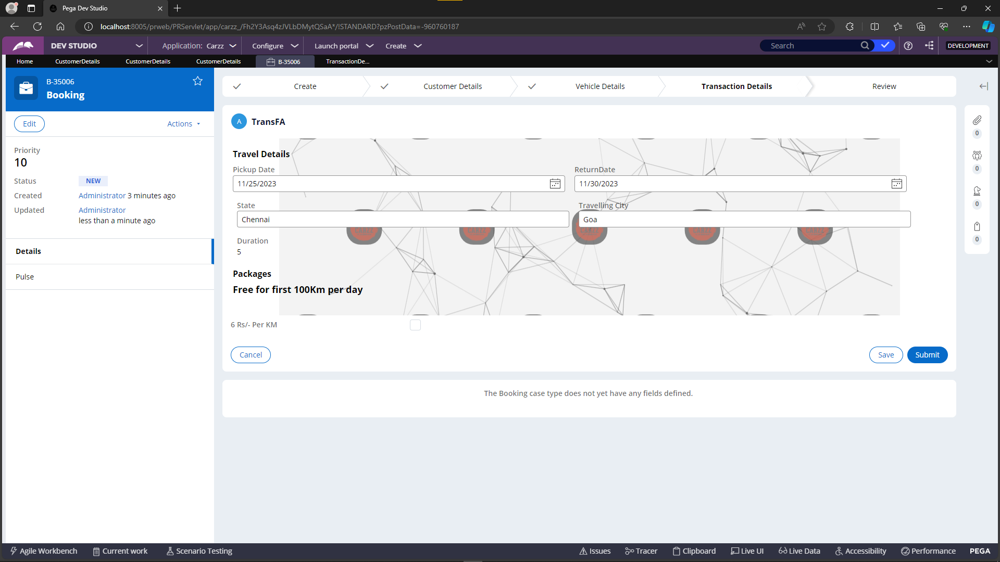 Pega Dev Studio
localhost:8005/prweb/PRServlet/app/carzz_/Fh2Y3Asq4zJVLbDMytQSaA*/!STANDARD?pzPostData=-960760187
DEV STUDIO
Application: Carzz
Configure
Launch portal
Create
Search
DEVELOPMENT
Home
CustomerDetails
CustomerDetails
CustomerDetails
B-35006
TransactionDe...
B-35006
Booking
Edit
Actions
Priority
10
Status NEW
Created Administrator 3 minutes ago
Updated Administrator
less than a minute ago
Details
Pulse
Create
Customer Details
Vehicle Details
Transaction Details
Review
A TransFA
Travel Details
Pickup Date
11/25/2023
ReturnDate
11/30/2023
State
Chennai
Travelling City
Goa
Duration
5
Packages
Free for first 100Km per day
6 Rs/- Per KM
Cancel
Save
Submit
0
0
0
0
The Booking case type does not yet have any fields defined.
Agile Workbench
Current work
Scenario Testing
Issues
Tracer
Clipboard
Live UI
Live Data
Accessibility
Performance
PEGA